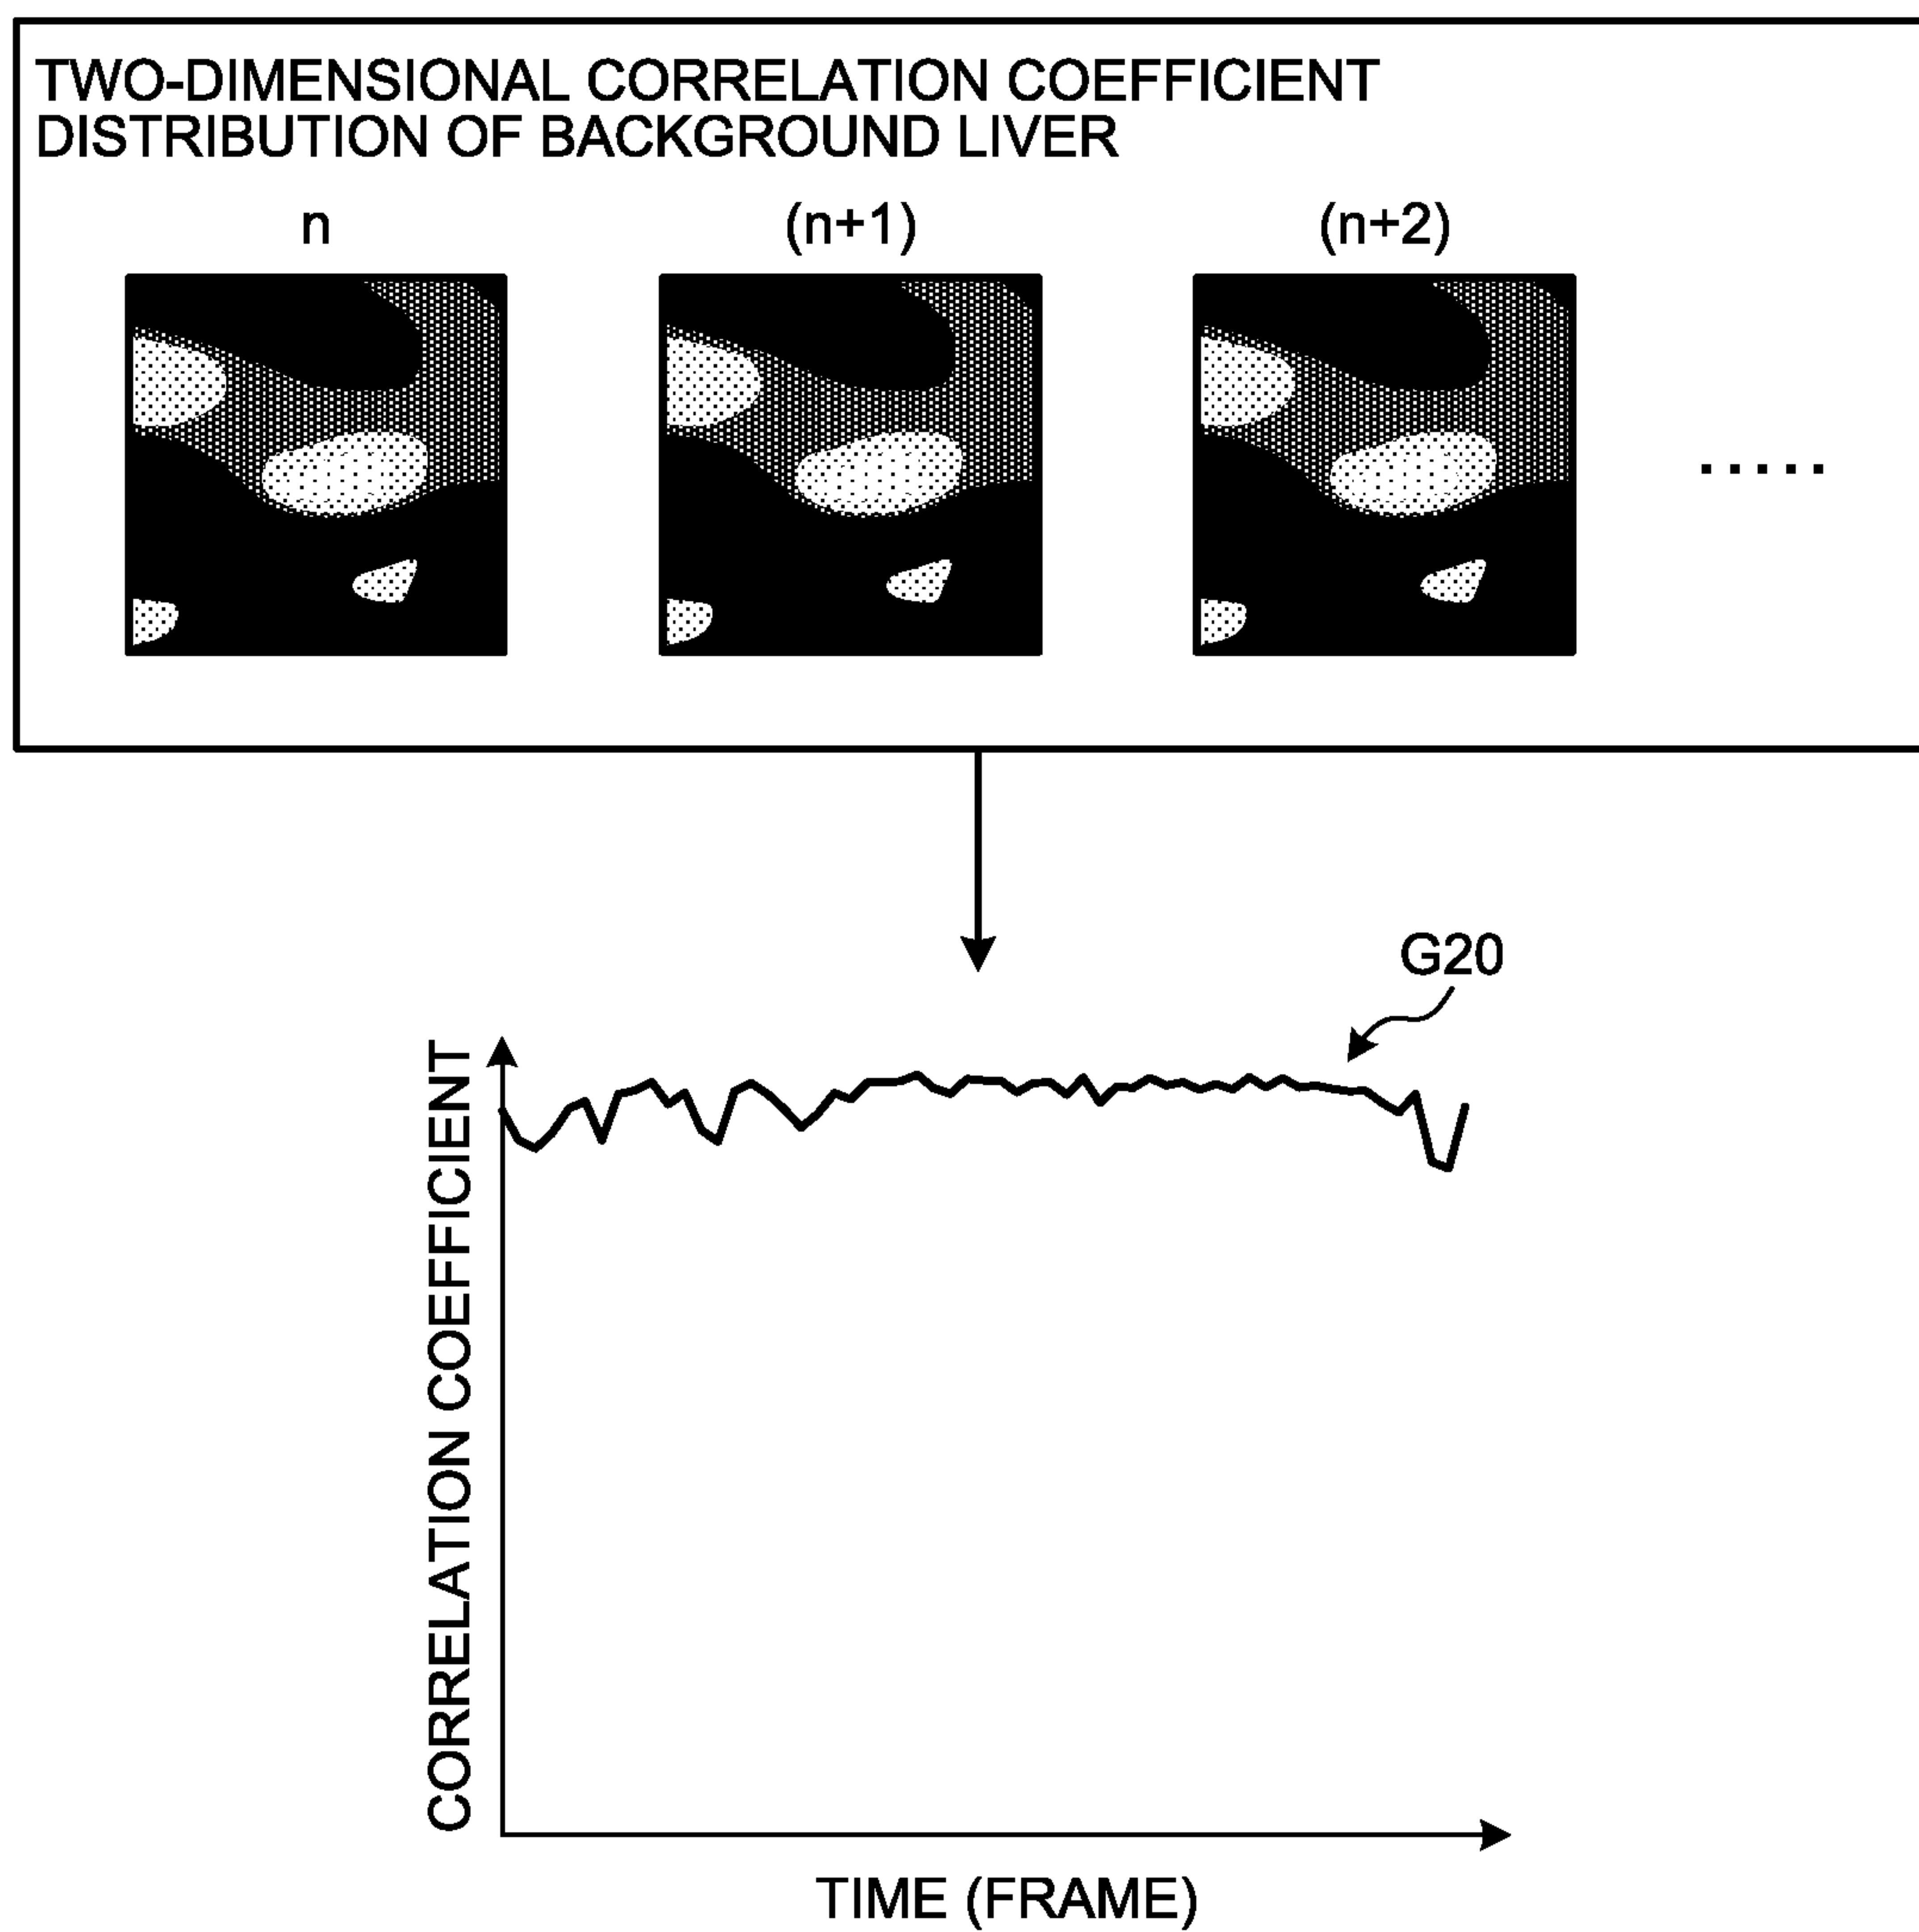 TWO-DIMENSIONAL CORRELATION COEFFICIENT
DISTRIBUTION OF BACKGROUND LIVER
n
(n+1)
(n+2)
.....
G20
CORRELATION COEFFICIENT
TIME (FRAME)